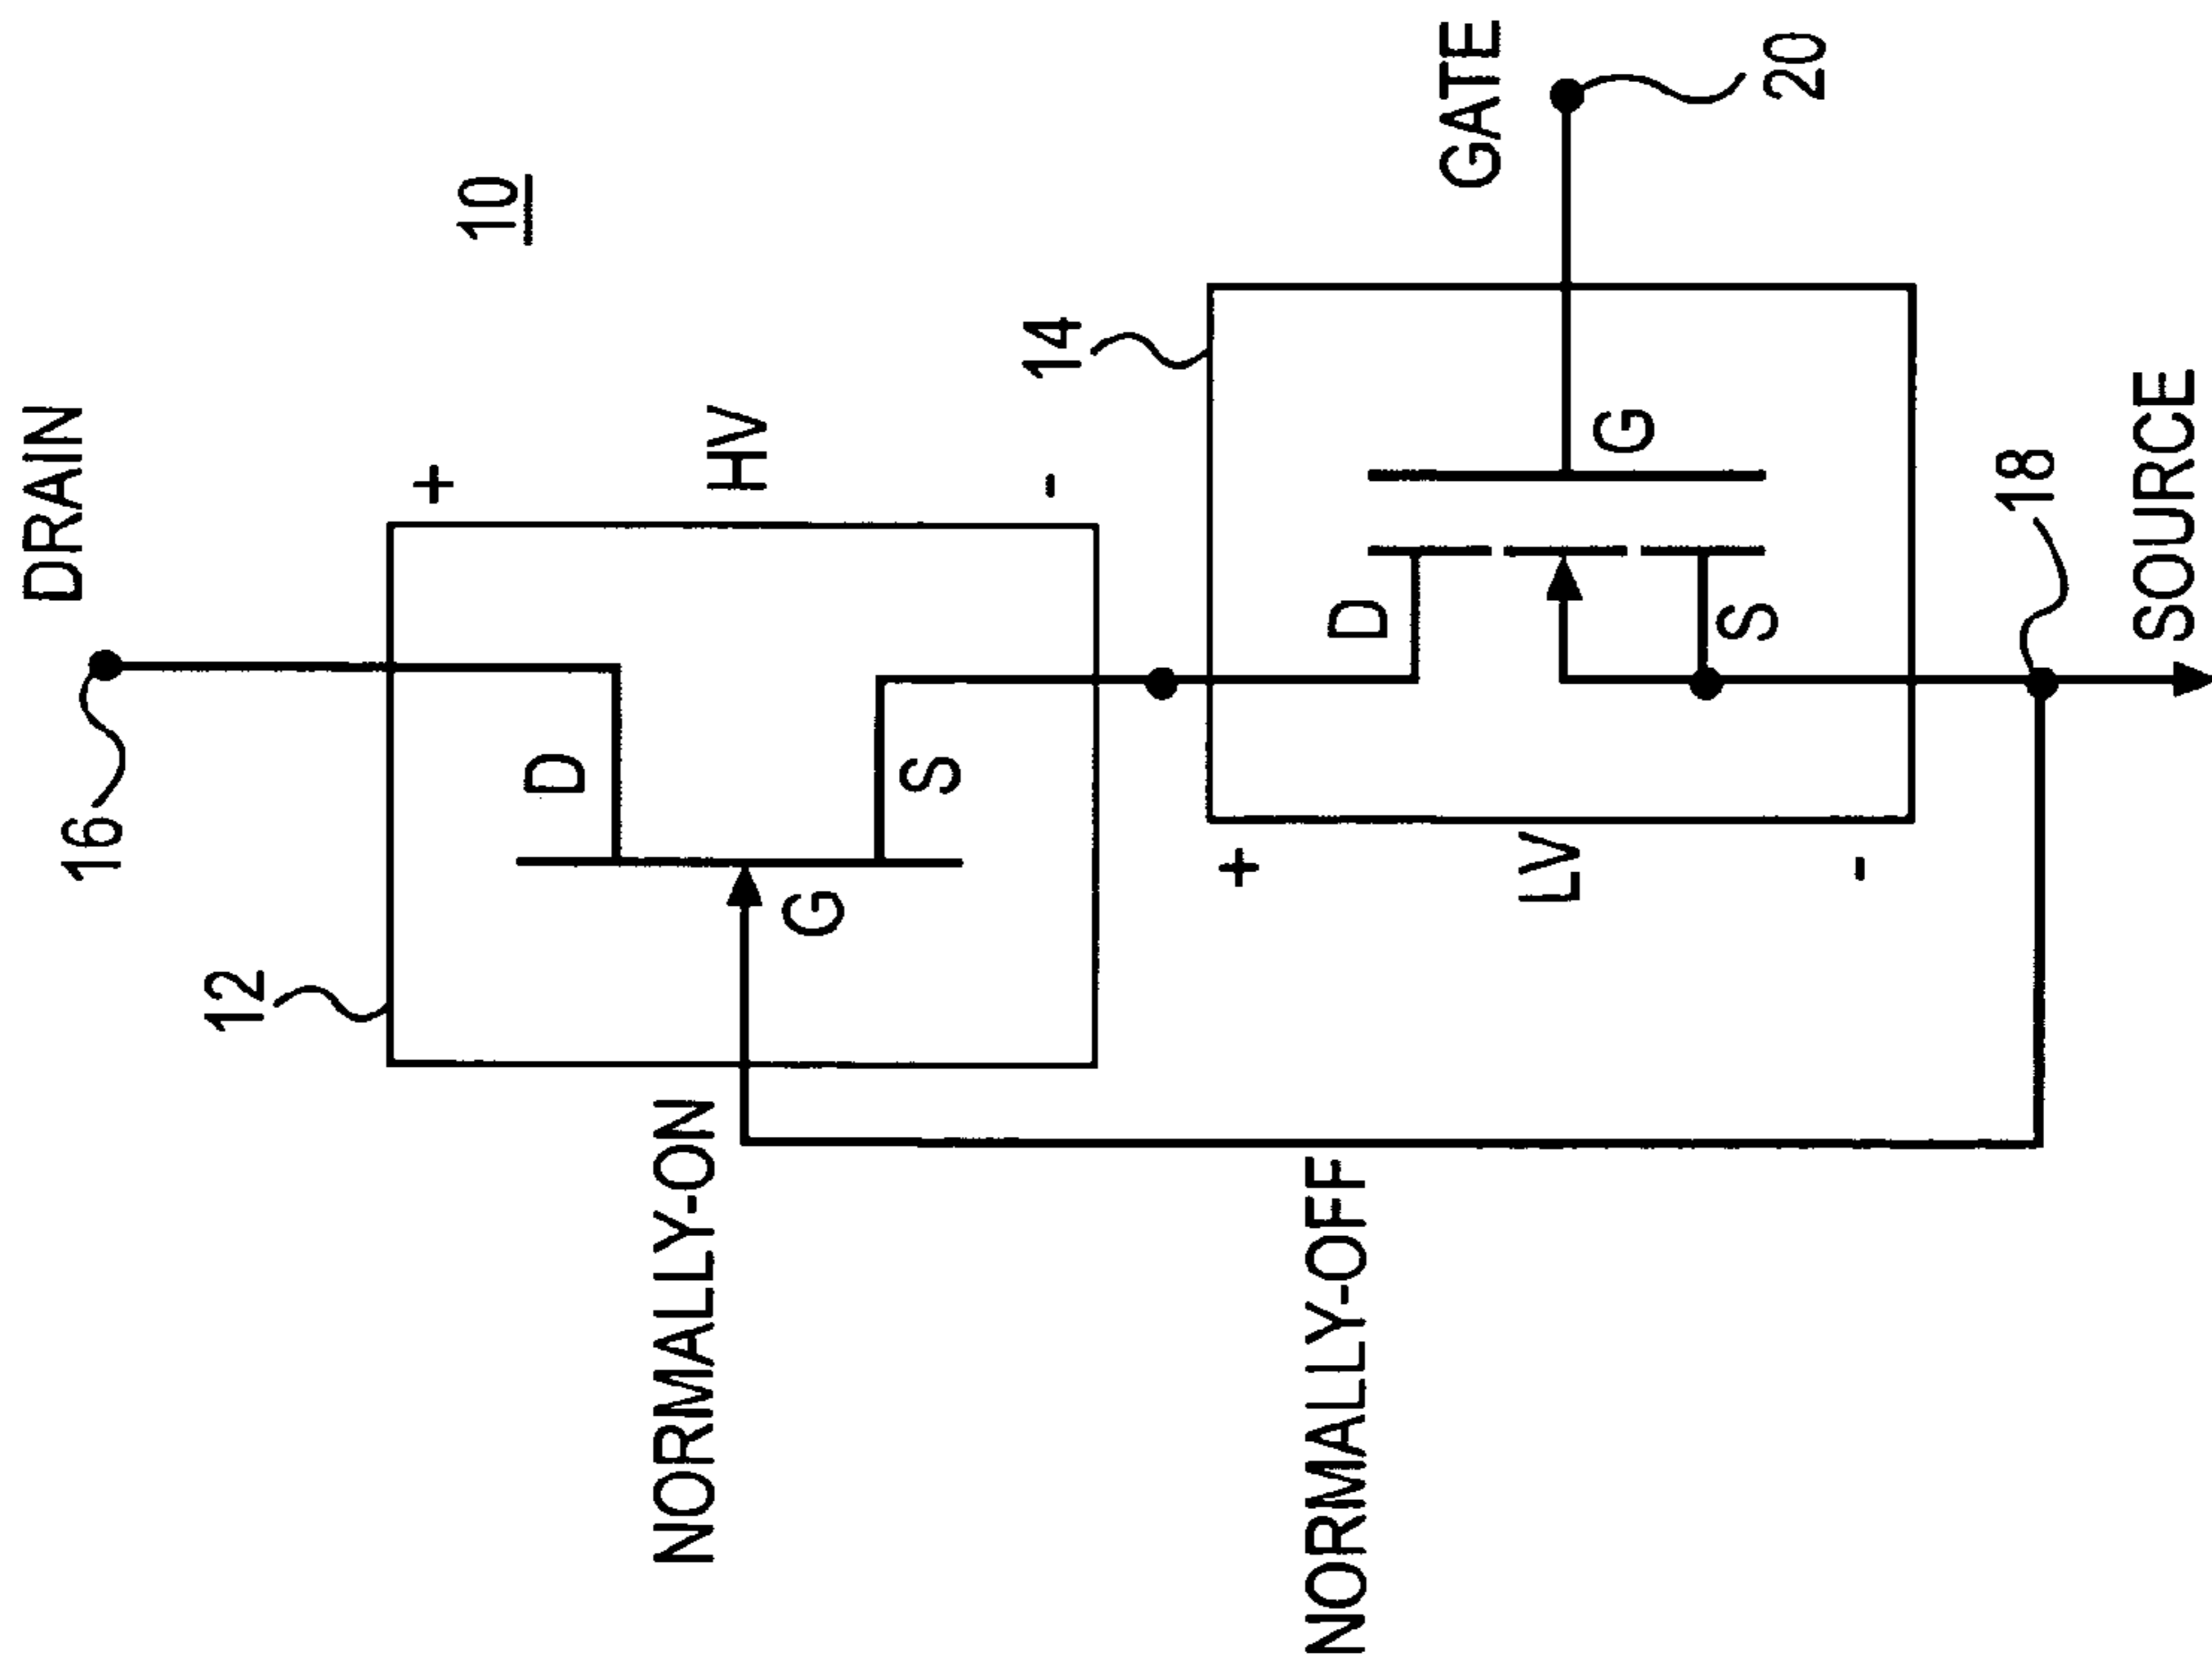 DRAIN
16
12
D
G
S
NORMALLY-ON
+
HV
-
10
14
GATE
20
D
G
S
+
LV
-
NORMALLY-OFF
18
SOURCE